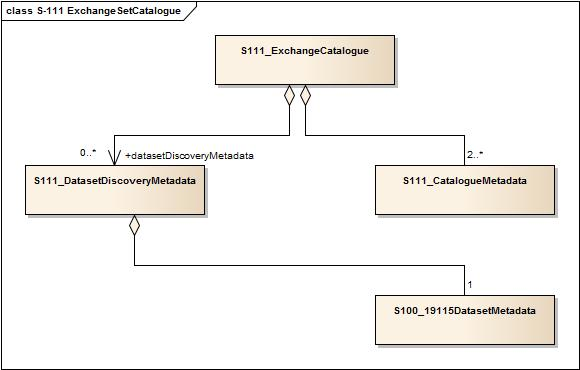 class S-111 ExchangeSetCatalogue
S111_ExchangeCatalogue
0..*
+datasetDiscoveryMetadata
2..*
S111_DatasetDiscoveryMetadata
S111_CatalogueMetadata
1
S100_19115DatasetMetadata